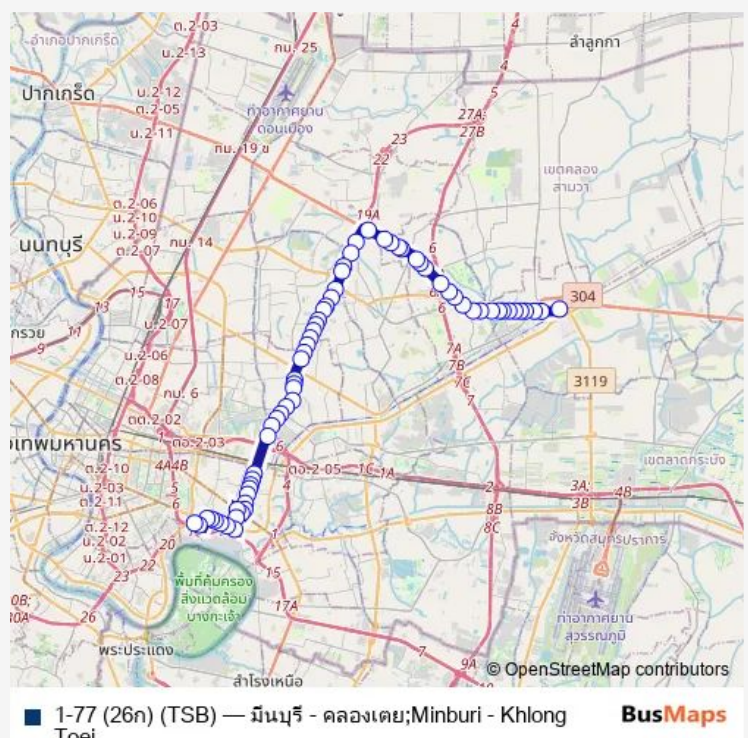 ต.2-03
อำเภอปากเกร็ด
น.2-13
กม. 25
ลำลูกกา
4
4
ปากเกร็ด
น.2-12
ต.2-05
น.2-11
ท่าอากาศยาน
ดอนเมือง
5
27A;
27B
23
22
กม. 19 ข
เขตคลอง
สามวา
ต.2-06
น.2-10
น.2-09
ต.2-07
19A
นนทบุรี
กม. 14
6
13
15
17
304
กรวย
11
9
น.2-07
6
6
น.2-06
ต.2-08
7A
7B
7C
กม. 6
3119
7
ตต.2-02
งเทพมหานคร
ตอ.2-03
1
6
เขตลาดกระบัง
ต.2-10
4A4B
ตอ.2-05
1C
1A
น.2-03
ต.2-11
5
6
4
2
3A;
3B
4B
ต.2-12
8B
8C
น.2-02
น.2-01
20
1
จังหวัดสมุทรปราการ
22
23
พื้นที่คุ้มครอง
สิ่งแวดล้อม
บางกะเจ้า
15
0B;
30A
26
17A
ท่าอากาศยาน
สุวรรณภูมิ
พระประแดง
7
9A
สำโรงเหนือ
© OpenStreetMap contributors
1-77 (26ก) (TSB) — มีนบุรี - คลองเตย;Minburi - Khlong
Toei
BusMaps